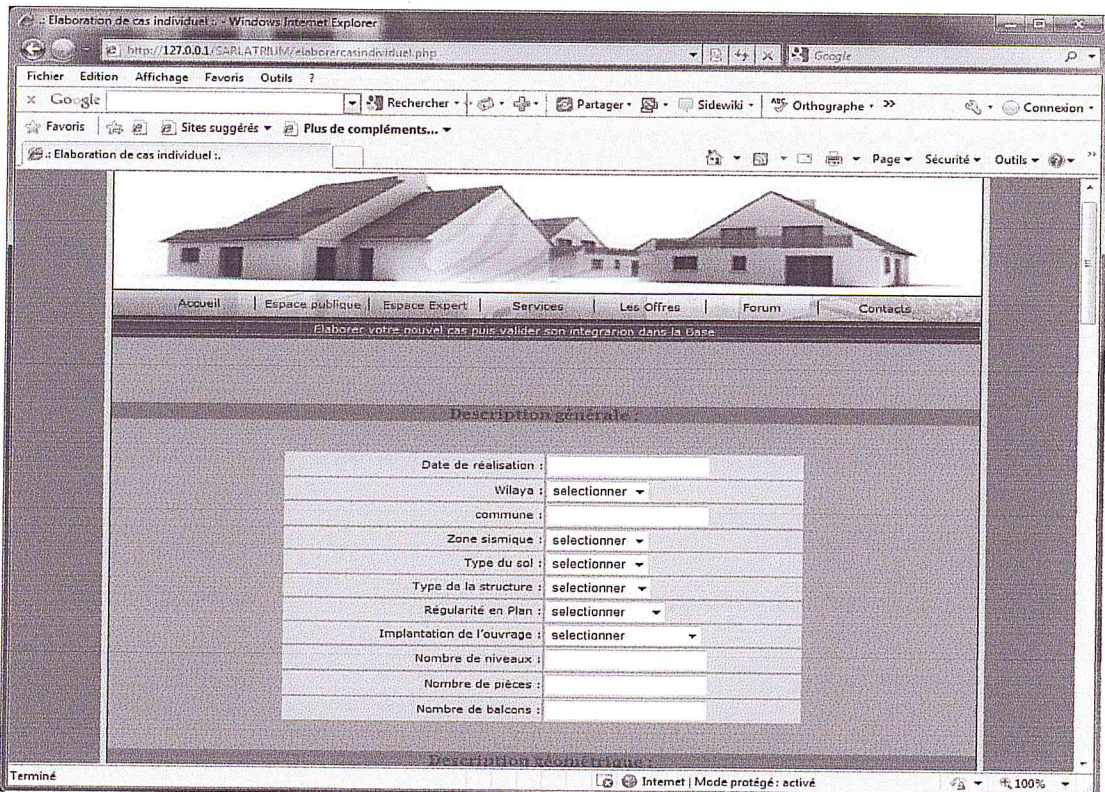 .: Elaboration de cas individuel :. - Windows Internet Explorer
http://127.0.0.1/SARLATRIUM/elaborercasindividuel.php
Google
Fichier Edition Affichage Favoris Outils ?
x Google Rechercher Partager Sidewiki Orthographe >> Connexion
Favoris Sites suggérés Plus de compléments...
.: Elaboration de cas individuel :. Page Sécurité Outils >>
Accueil | Espace publique | Espace Expert | Services | Les Offres | Forum | Contacts
Elaborer votre nouvel cas puis valider son integrarion dans la Base
Description générale :
Date de réalisation :
Wilaya : selectionner
commune :
Zone sismique : selectionner
Type du sol : selectionner
Type de la structure : selectionner
Régularité en Plan : selectionner
Implantation de l'ouvrage : selectionner
Nombre de niveaux :
Nombre de pièces :
Nombre de balcons :
Description géométrique :
Terminé Internet | Mode protégé : activé 100%